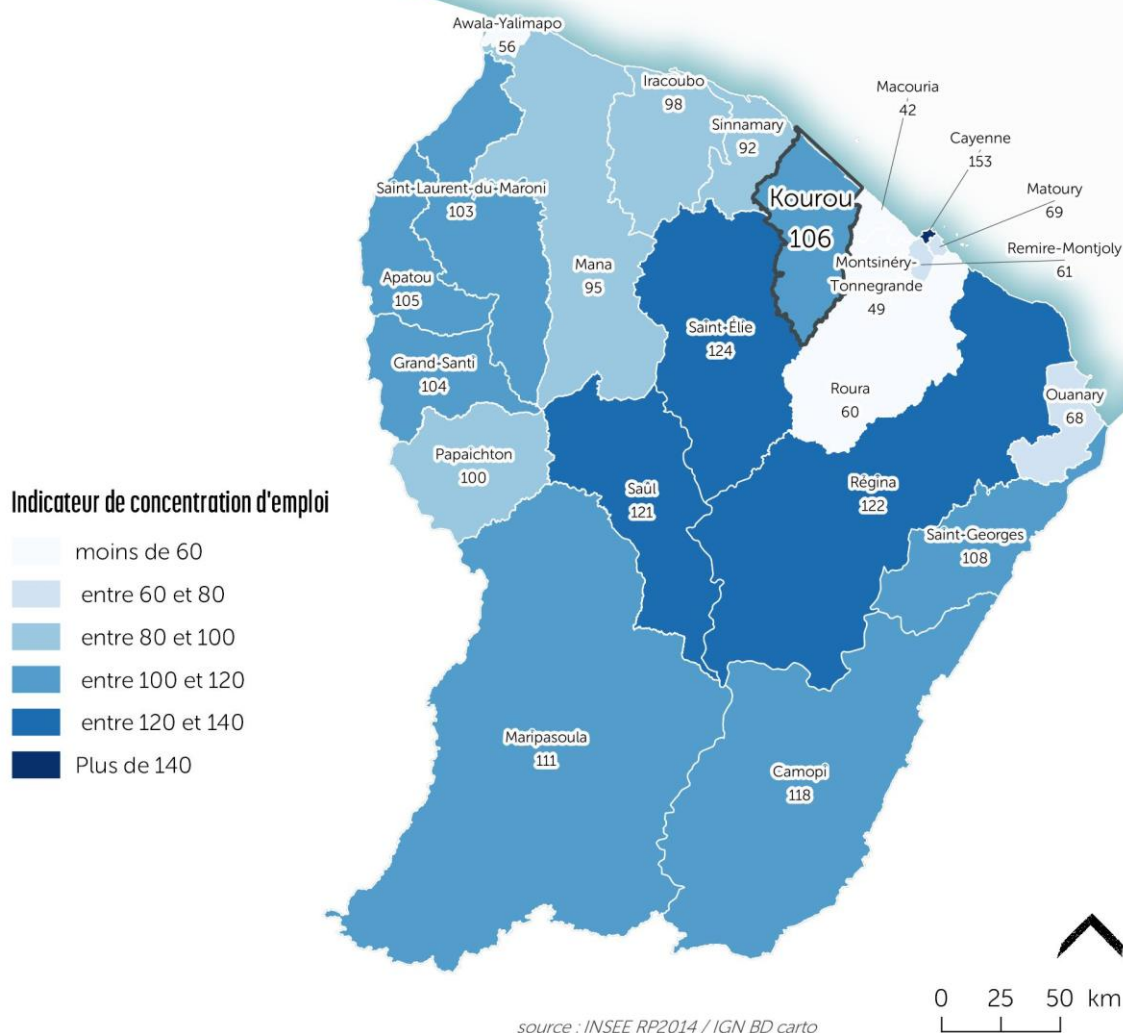 Awala-Yalimapo
56
Iracoubo
98
Sinnamary
92
Macouria
42
Cayenne
153
Matoury
69
Remire-Montjoly
61
Saint-Laurent-du-Maroni
103
Kourou
106
Montsinéry-
Tonnegrande
49
Mana
95
Apatou
105
Saint-Élie
124
Grand-Santi
104
Roura
60
Ouanary
68
Papaichton
100
Saül
121
Régina
122
Saint-Georges
108
Maripasoula
111
Camopi
118
Indicateur de concentration d'emploi
moins de 60
entre 60 et 80
entre 80 et 100
entre 100 et 120
entre 120 et 140
Plus de 140
0 25 50 km
source : INSEE RP2014 / IGN BD carto